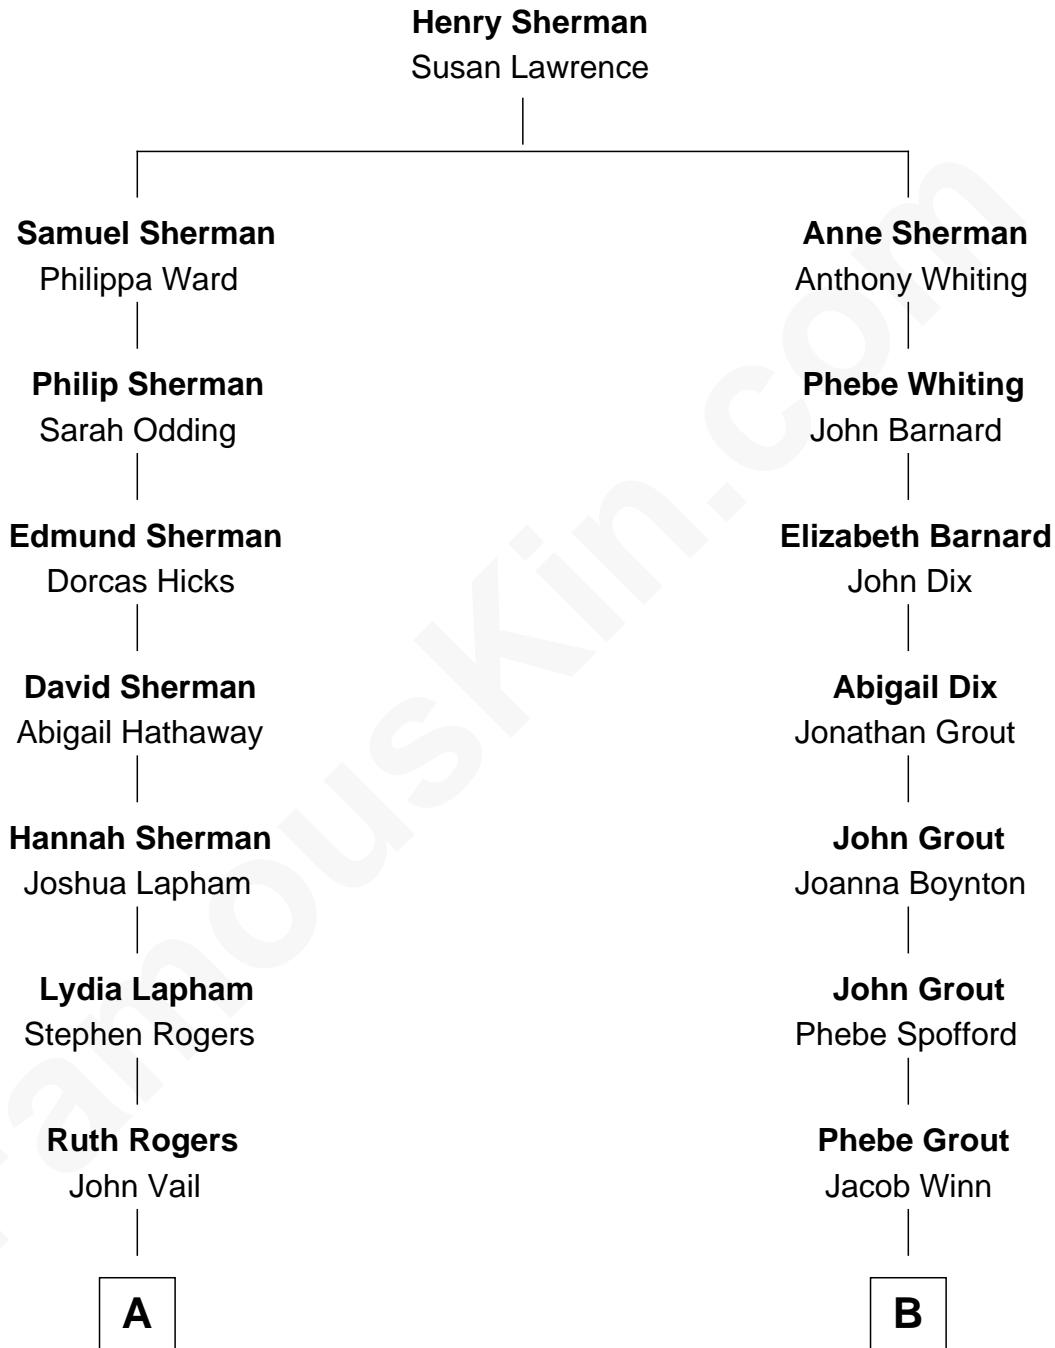 Henry Sherman
Susan Lawrence
Samuel Sherman
Philippa Ward
Anne Sherman
Anthony Whiting
Philip Sherman
Sarah Odding
Phebe Whiting
John Barnard
Edmund Sherman
Dorcas Hicks
Elizabeth Barnard
John Dix
David Sherman
Abigail Hathaway
Abigail Dix
Jonathan Grout
Hannah Sherman
Joshua Lapham
John Grout
Joanna Boynton
Lydia Lapham
Stephen Rogers
John Grout
Phebe Spofford
Ruth Rogers
John Vail
Phebe Grout
Jacob Winn
A
B
FamousKin.com